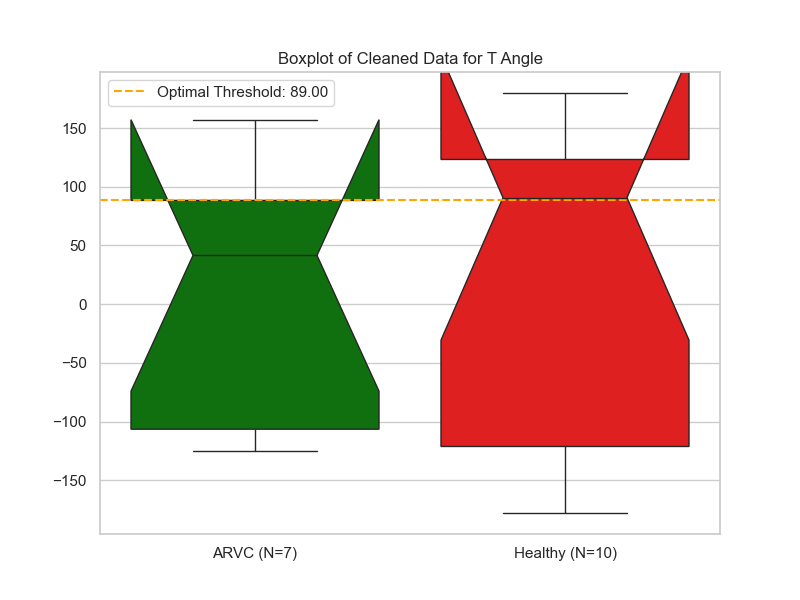 Boxplot of Cleaned Data for T Angle
Optimal Threshold: 89.00
150
100
50
0
−50
−100
−150
ARVC (N=7)
Healthy (N=10)